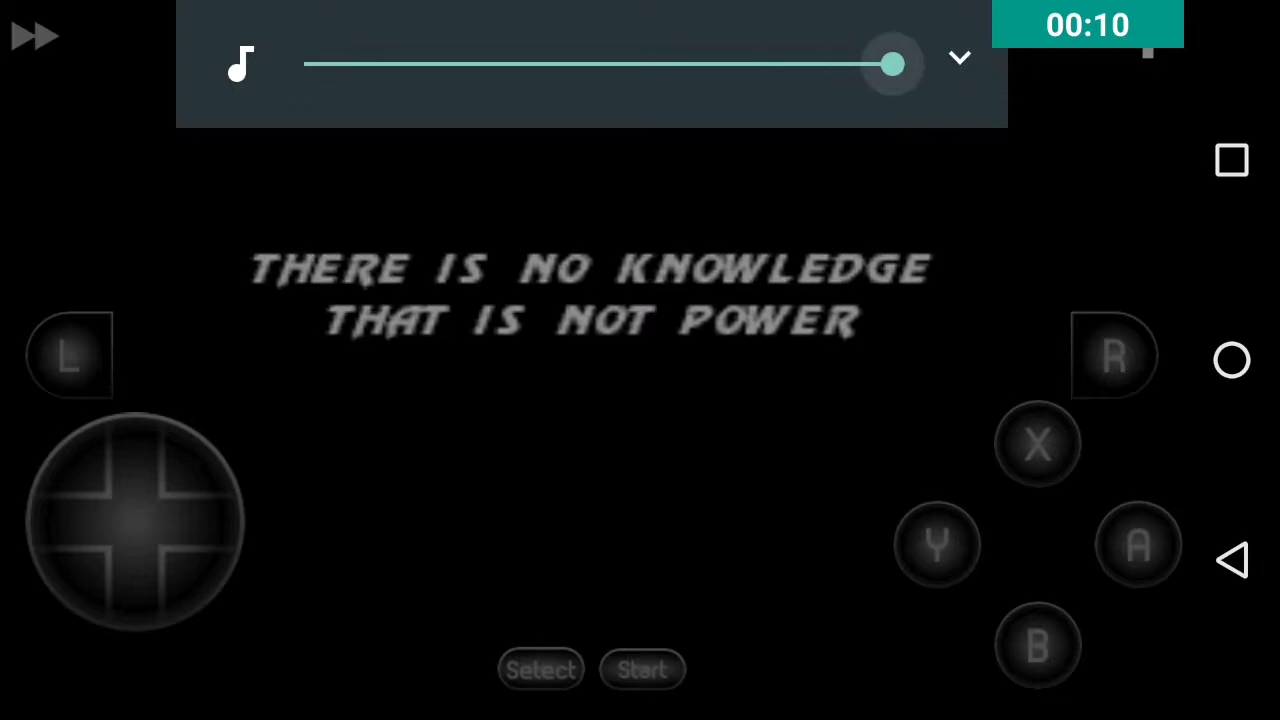 00:10
THERE IS NO KNOWLEDGE
THAT IS NOT POWER
L
R
X
Y
A
B
Select
Start